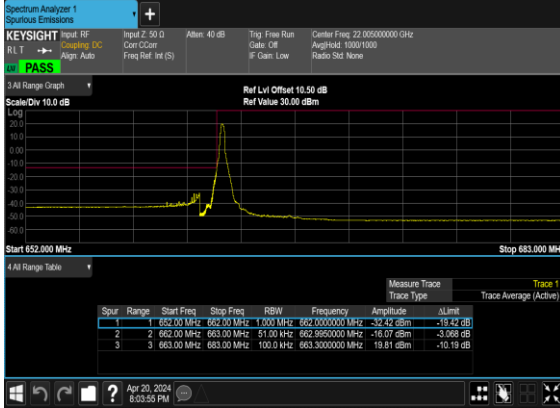 Spectrum Analyzer 1
Spurious Emissions
+
KEYSIGHT Input: RF Input Z: 50 Ω Atten: 40 dB Trig: Free Run Center Freq: 22.005000000 GHz
RLT Coupling: DC Corr CCorr Gate: Off Avg|Hold: 1000/1000
Align: Auto Freq Ref: Int (S) IF Gain: Low Radio Std: None
PASS
3.All Range Graph
Ref Lvl Offset 10.50 dB
Scale/Div 10.0 dB Ref Value 30.00 dBm
Log
20.0
10.0
0.00
-10.0
-20.0
-30.0
-40.0
-50.0
-60.0
Start 652.000 MHz Stop 683.000 MHz
4.All Range Table
Measure Trace Trace 1
Trace Type Trace Average (Active)
Spur Range Start Freq Stop Freq RBW Frequency Amplitude ΔLimit
1 1 652.00 MHz 662.00 MHz 1.000 MHz 662.0000000 MHz -32.42 dBm -19.42 dB
2 2 662.00 MHz 663.00 MHz 51.00 kHz 662.9950000 MHz -16.07 dBm -3.068 dB
3 3 663.00 MHz 683.00 MHz 100.0 kHz 663.3000000 MHz 19.81 dBm -10.19 dB
?
Apr 20, 2024
8:03:55 PM